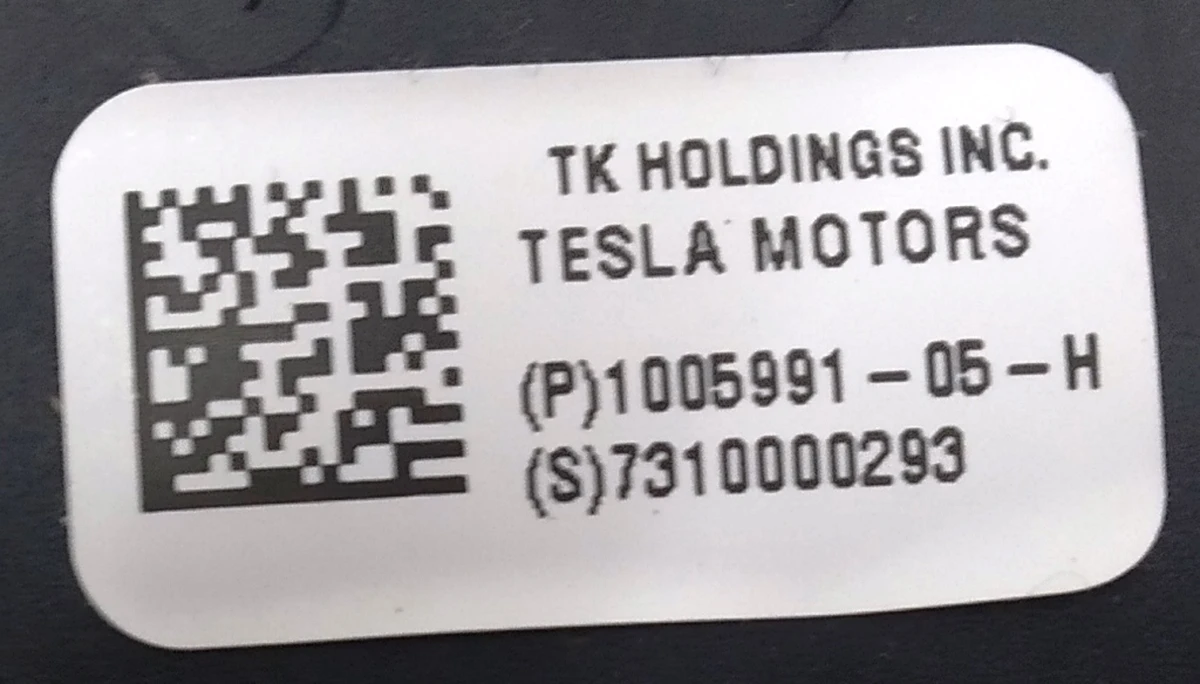 TK HOLDINGS INC.
TESLA MOTORS
(P)1005991-05-H
(S)7310000293